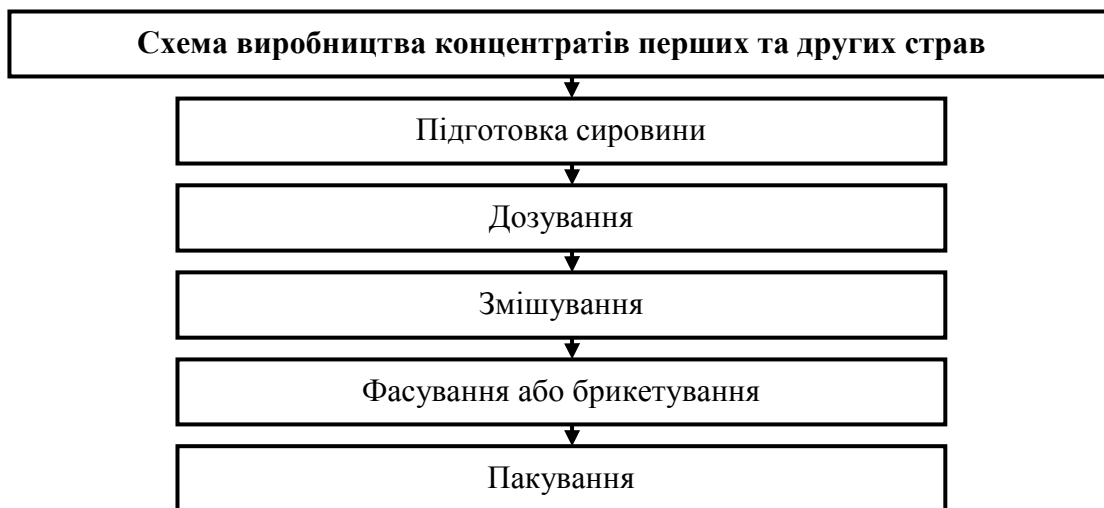 Схема виробництва концентратів перших та других страв
Підготовка сировини
Дозування
Змішування
Фасування або брикетування
Пакування